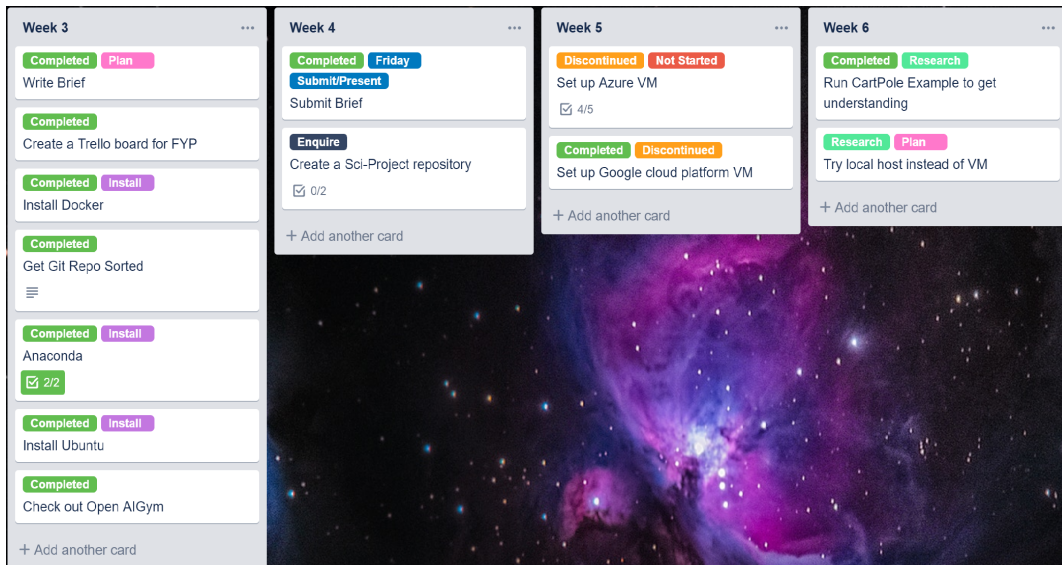 Week 3
Completed Plan
Write Brief
Completed
Create a Trello board for FYP
Completed Install
Install Docker
Completed
Get Git Repo Sorted
Completed Install
Anaconda
2/2
Completed Install
Install Ubuntu
Completed
Check out Open AIGym
+ Add another card
Week 4
Completed Friday
Submit/Present
Submit Brief
Enquire
Create a Sci-Project repository
0/2
+ Add another card
Week 5
Discontinued Not Started
Set up Azure VM
4/5
Completed Discontinued
Set up Google cloud platform VM
+ Add another card
Week 6
Completed Research
Run CartPole Example to get
understanding
Research Plan
Try local host instead of VM
+ Add another card